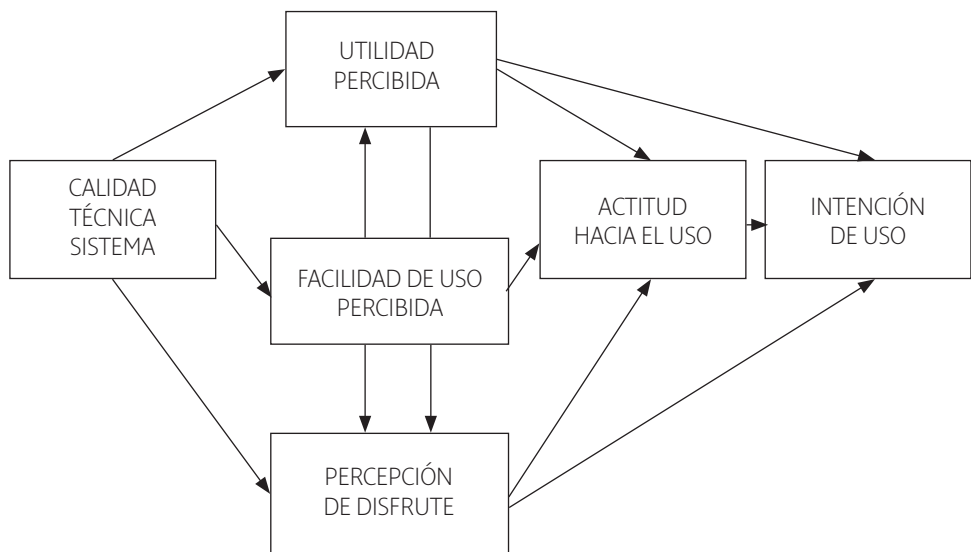 UTILIDAD
PERCIBIDA
CALIDAD
TÉCNICA
SISTEMA
FACILIDAD DE USO
PERCIBIDA
ACTITUD
HACIA EL USO
INTENCIÓN
DE USO
PERCEPCIÓN
DE DISFRUTE